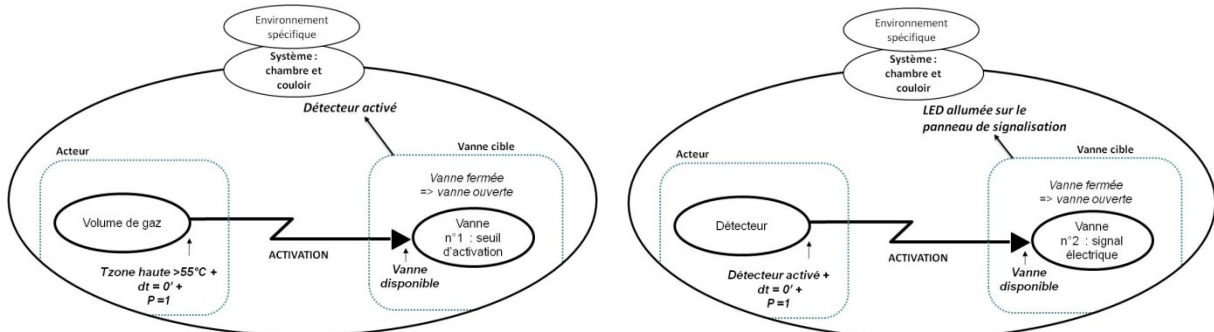 Environnement
spécifique
Système :
chambre et
couloir
Détecteur activé
Acteur
Vanne cible
Vanne fermée
=> vanne ouverte
Volume de gaz
Vanne
n°1 : seuil
d'activation
ACTIVATION
Tzone haute >55°C +
dt = 0' +
P =1
Vanne
disponible
Environnement
spécifique
Système :
chambre et
couloir
LED allumée sur le
panneau de signalisation
Acteur
Vanne cible
Vanne fermée
=> vanne ouverte
Détecteur
Vanne
n°2 : signal
électrique
ACTIVATION
Détecteur activé +
dt = 0' +
P =1
Vanne
disponible